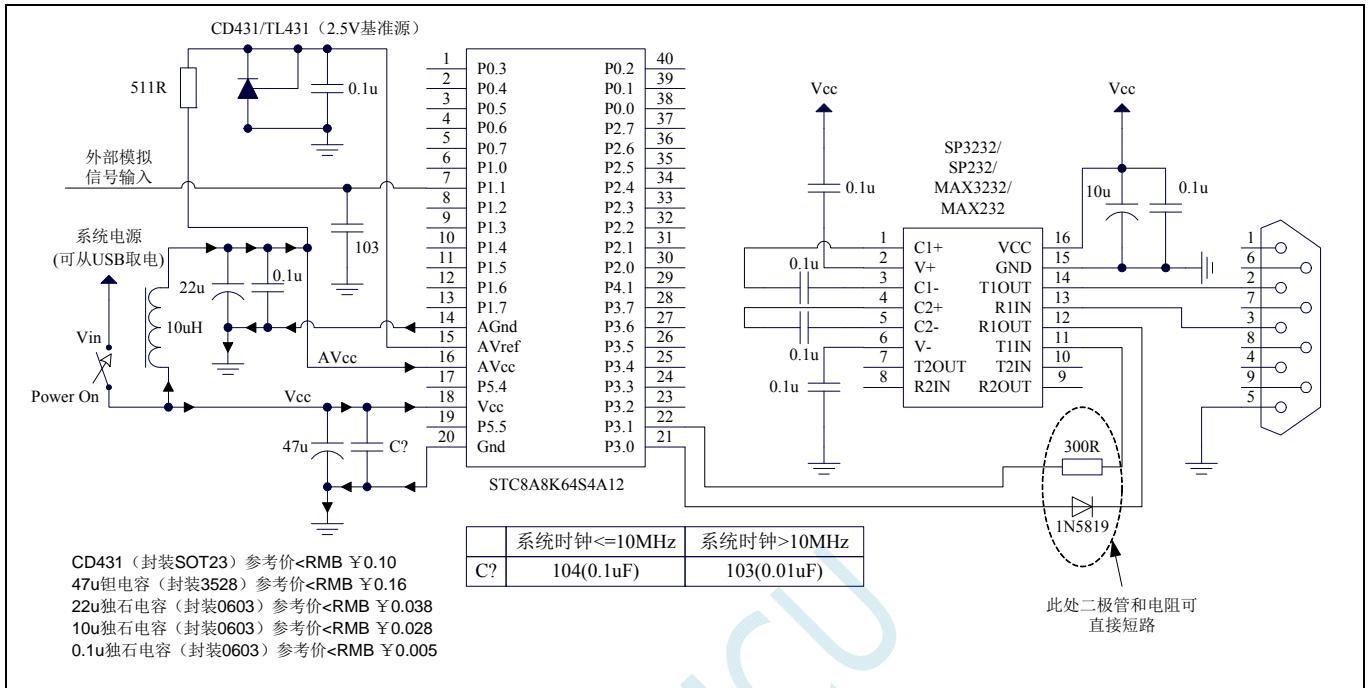 CD431/TL431（2.5V基准源）
511R
0.1u
外部模拟
信号输入
103
系统电源
(可从USB取电)
22u
0.1u
10uH
Vin
Power On
AVcc
Vcc
47u
C?
1 P0.3
2 P0.4
3 P0.5
4 P0.6
5 P0.7
6 P1.0
7 P1.1
8 P1.2
9 P1.3
10 P1.4
11 P1.5
12 P1.6
13 P1.7
14 AGnd
15 AVref
16 AVcc
17 P5.4
18 Vcc
19 P5.5
20 Gnd
P0.2 40
P0.1 39
P0.0 38
P2.7 37
P2.6 36
P2.5 35
P2.4 34
P2.3 33
P2.2 32
P2.1 31
P2.0 30
P4.1 29
P3.7 28
P3.6 27
P3.5 26
P3.4 25
P3.3 24
P3.2 23
P3.1 22
P3.0 21
STC8A8K64S4A12
Vcc
0.1u
0.1u
0.1u
0.1u
SP3232/
SP232/
MAX3232/
MAX232
1 C1+
2 V+
3 C1-
4 C2+
5 C2-
6 V-
7 T2OUT
8 R2IN
VCC 16
GND 15
T1OUT 14
R1IN 13
R1OUT 12
T1IN 11
T2IN 10
R2OUT 9
Vcc
10u
0.1u
1
6
2
7
3
8
4
9
5
300R
1N5819
此处二极管和电阻可
直接短路
系统时钟<=10MHz 系统时钟>10MHz
C? 104(0.1uF) 103(0.01uF)
CD431（封装SOT23）参考价<RMB ￥0.10
47u钽电容（封装3528）参考价<RMB ￥0.16
22u独石电容（封装0603）参考价<RMB ￥0.038
10u独石电容（封装0603）参考价<RMB ￥0.028
0.1u独石电容（封装0603）参考价<RMB ￥0.005
MCU